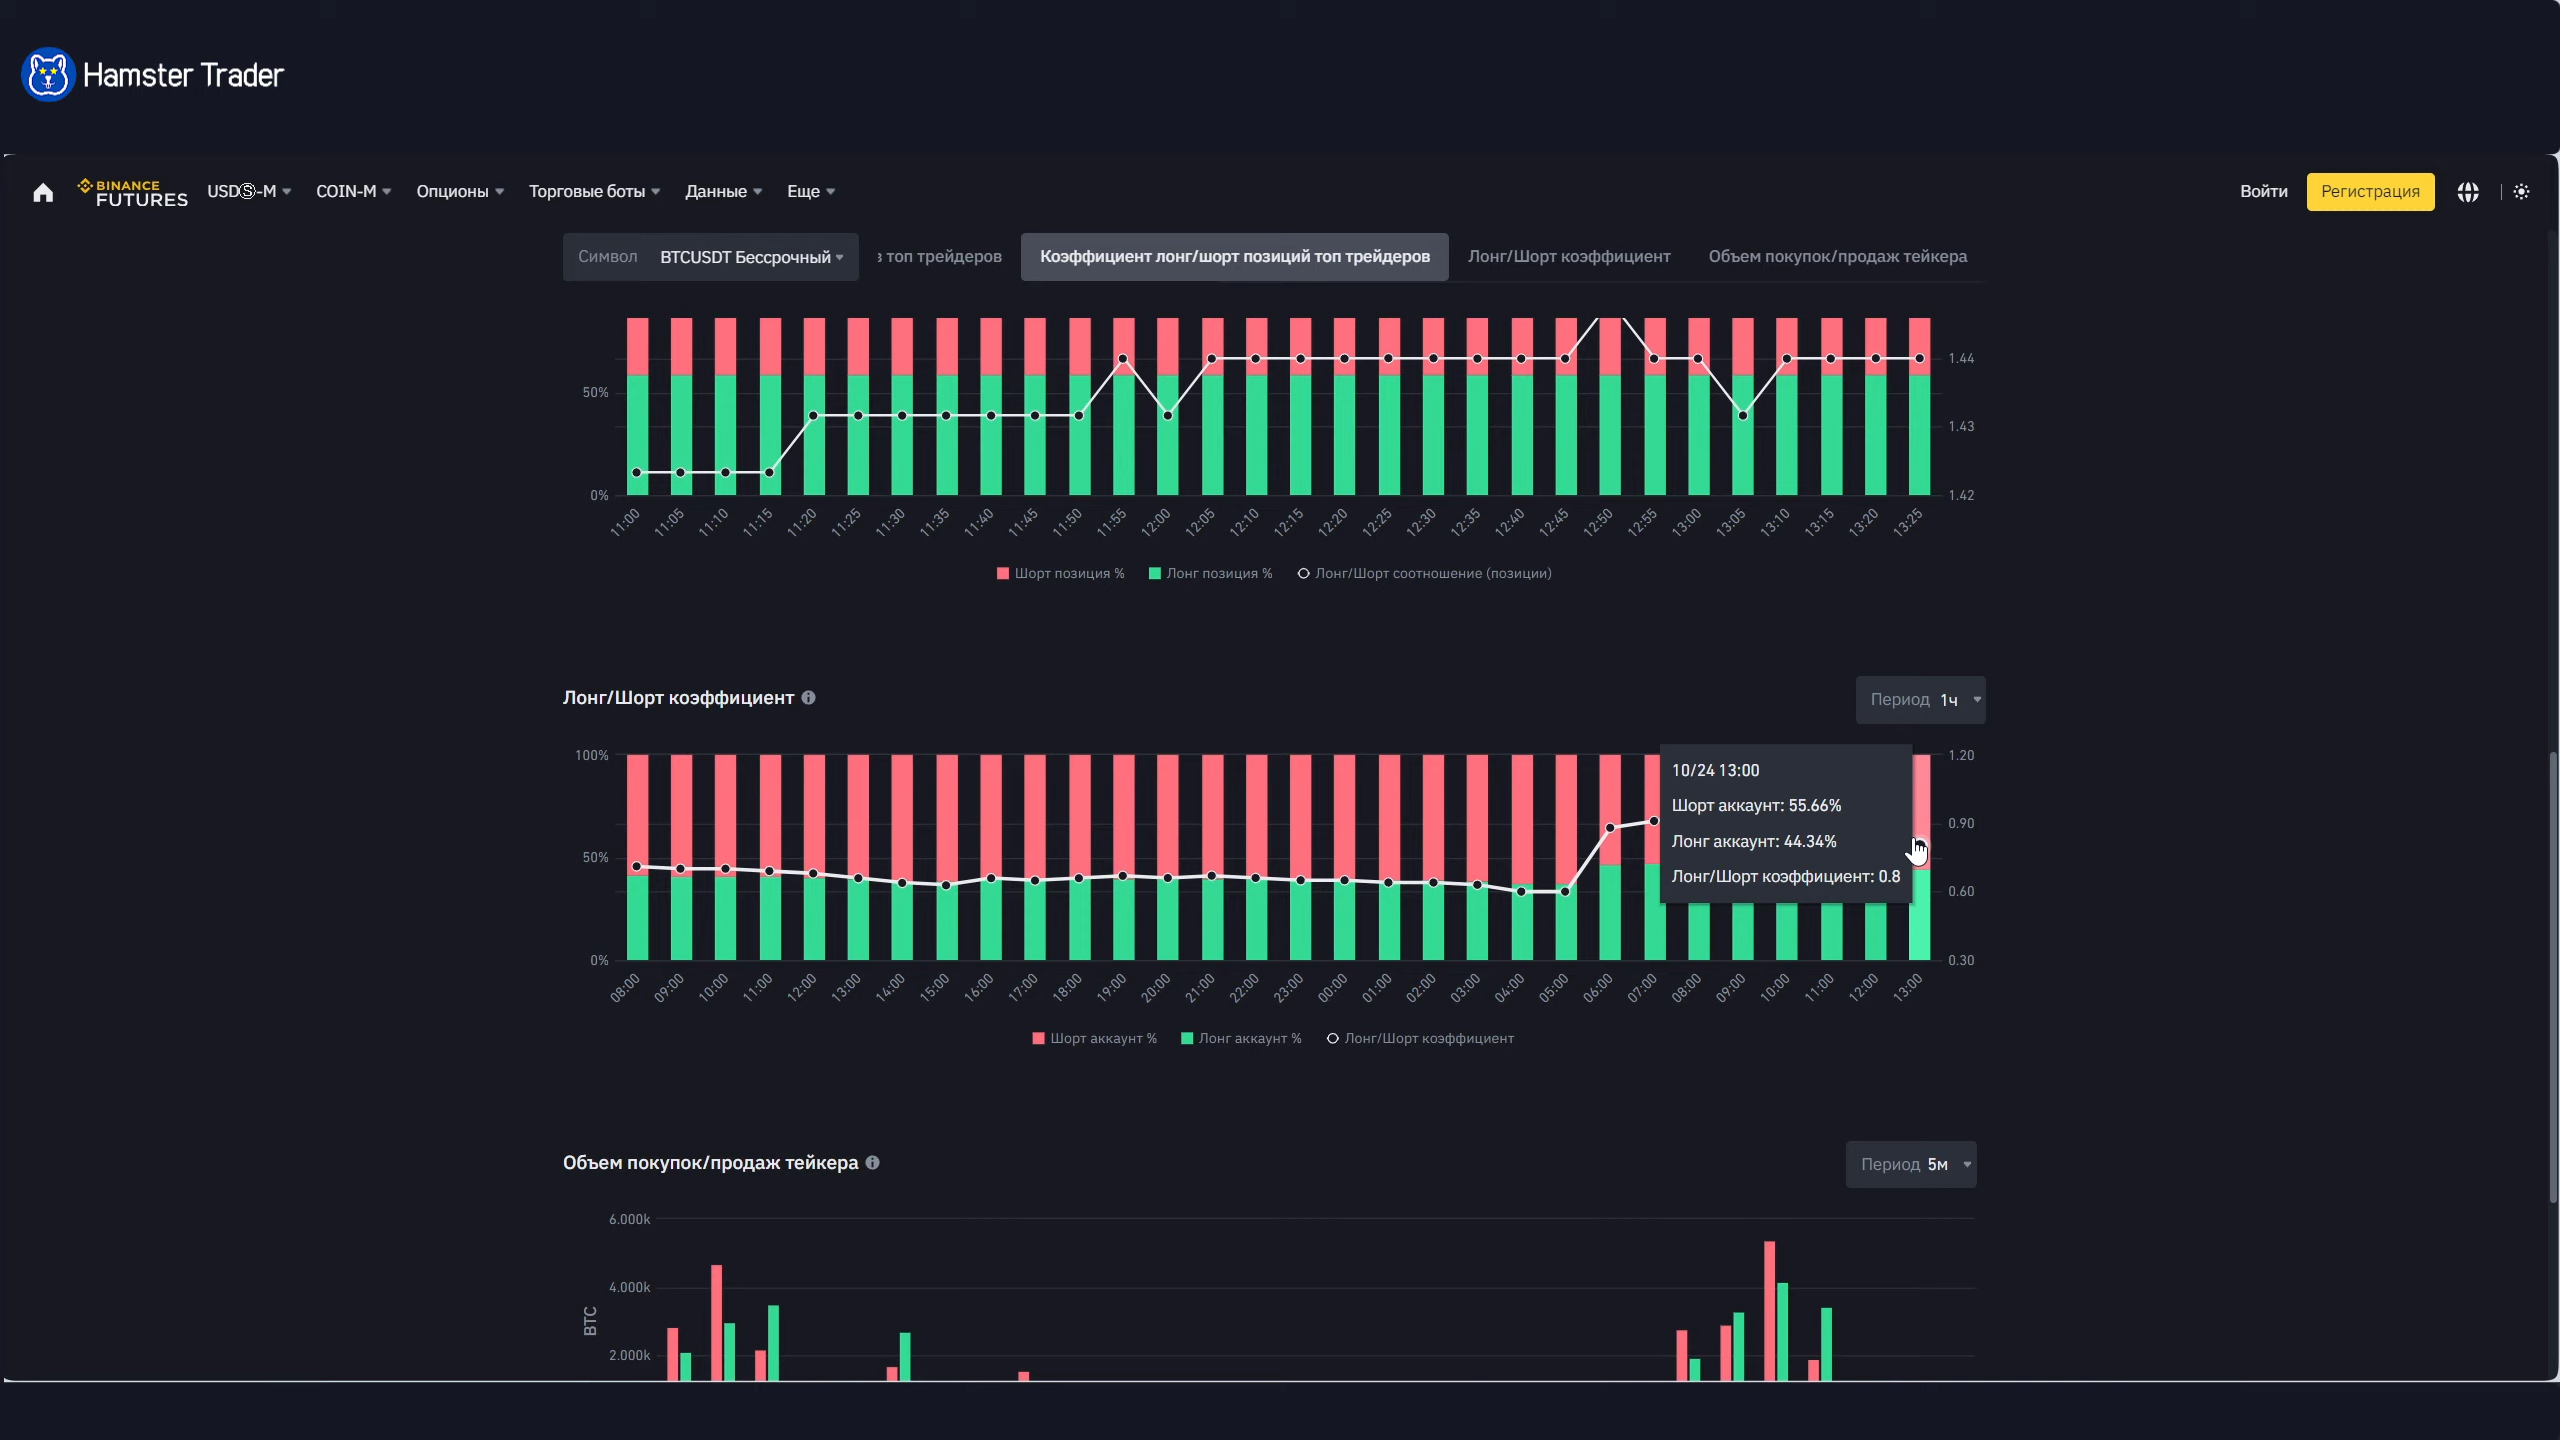 Hamster Trader
BINANCE FUTURES USDⓈ-M COIN-M Опционы Торговые боты Данные Еще Войти Регистрация
Символ BTCUSDT Бессрочный в топ трейдеров Коэффициент лонг/шорт позиций топ трейдеров Лонг/Шорт коэффициент Объем покупок/продаж тейкера
1.44
50%
1.43
0% 1.42
11:00 11:05 11:10 11:15 11:20 11:25 11:30 11:35 11:40 11:45 11:50 11:55 12:00 12:05 12:10 12:15 12:20 12:25 12:30 12:35 12:40 12:45 12:50 12:55 13:00 13:05 13:10 13:15 13:20 13:25
Шорт позиция % Лонг позиция % Лонг/Шорт соотношение (позиции)
Лонг/Шорт коэффициент Период 1ч
100% 1.20
10/24 13:00
Шорт аккаунт: 55.66%
0.90
Лонг аккаунт: 44.34%
50%
Лонг/Шорт коэффициент: 0.8
0.60
0% 0.30
08:00 09:00 10:00 11:00 12:00 13:00 14:00 15:00 16:00 17:00 18:00 19:00 20:00 21:00 22:00 23:00 00:00 01:00 02:00 03:00 04:00 05:00 06:00 07:00 08:00 09:00 10:00 11:00 12:00 13:00
Шорт аккаунт % Лонг аккаунт % Лонг/Шорт коэффициент
Объем покупок/продаж тейкера Период 5м
6.000k
4.000k
BTC
2.000k